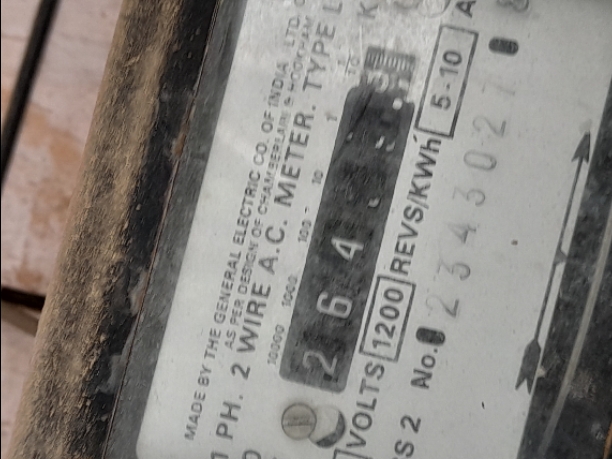 MADE BY THE GENERAL ELECTRIC CO. OF INDIA LTD.
AS PER DESIGN OF CHAMBERLAIN & HOOKHAM
1 PH. 2 WIRE A.C. METER. TYPE L
10000 1000 100 10 1
2 6 4
VOLTS 1200 REVS/KWh 5-10 A
S 2 No. 2343027